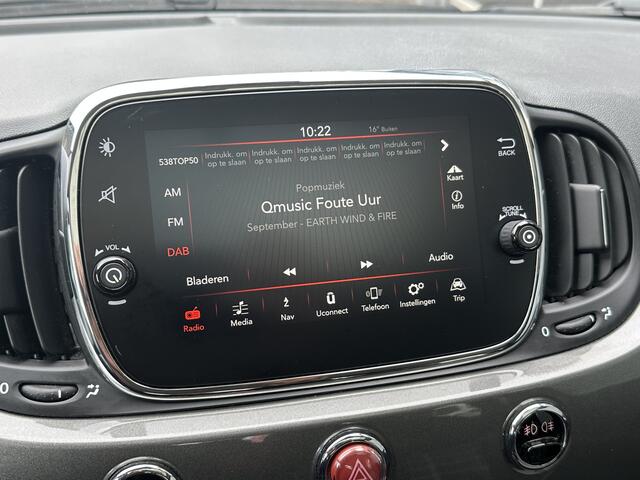 10:22
16° Buiten
538TOP50
Indrukk. om op te slaan
Indrukk. om op te slaan
Indrukk. om op te slaan
Indrukk. om op te slaan
Indrukk. om op te slaan
BACK
AM
Popmuziek
Kaart
Qmusic Foute Uur
Info
FM
September - EARTH WIND & FIRE
SCROLL
TUNE
VOL
DAB
Bladeren
Audio
Radio
Media
Nav
Uconnect
Telefoon
Instellingen
Trip
0
0